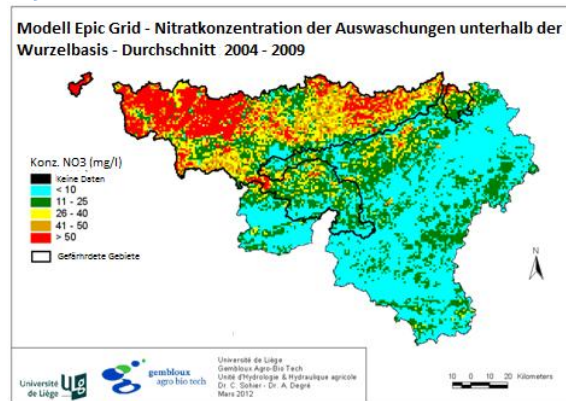 Modell Epic Grid - Nitratkonzentration der Auswaschungen unterhalb der
Wurzelbasis - Durchschnitt 2004 - 2009
Konz. NO3 (mg/l)
Keine Daten
< 10
11 - 25
26 - 40
41 - 50
> 50
Gefährdete Gebiete
N
Université de Liège
gembloux
agro bio tech
Université de Liège
Gembloux Agro-Bio Tech
Unité d'Hydrologie & Hydraulique agricole
Dr. C. Sohier - Dr. A. Degré
Mars 2012
10 0 10 20 Kilometers